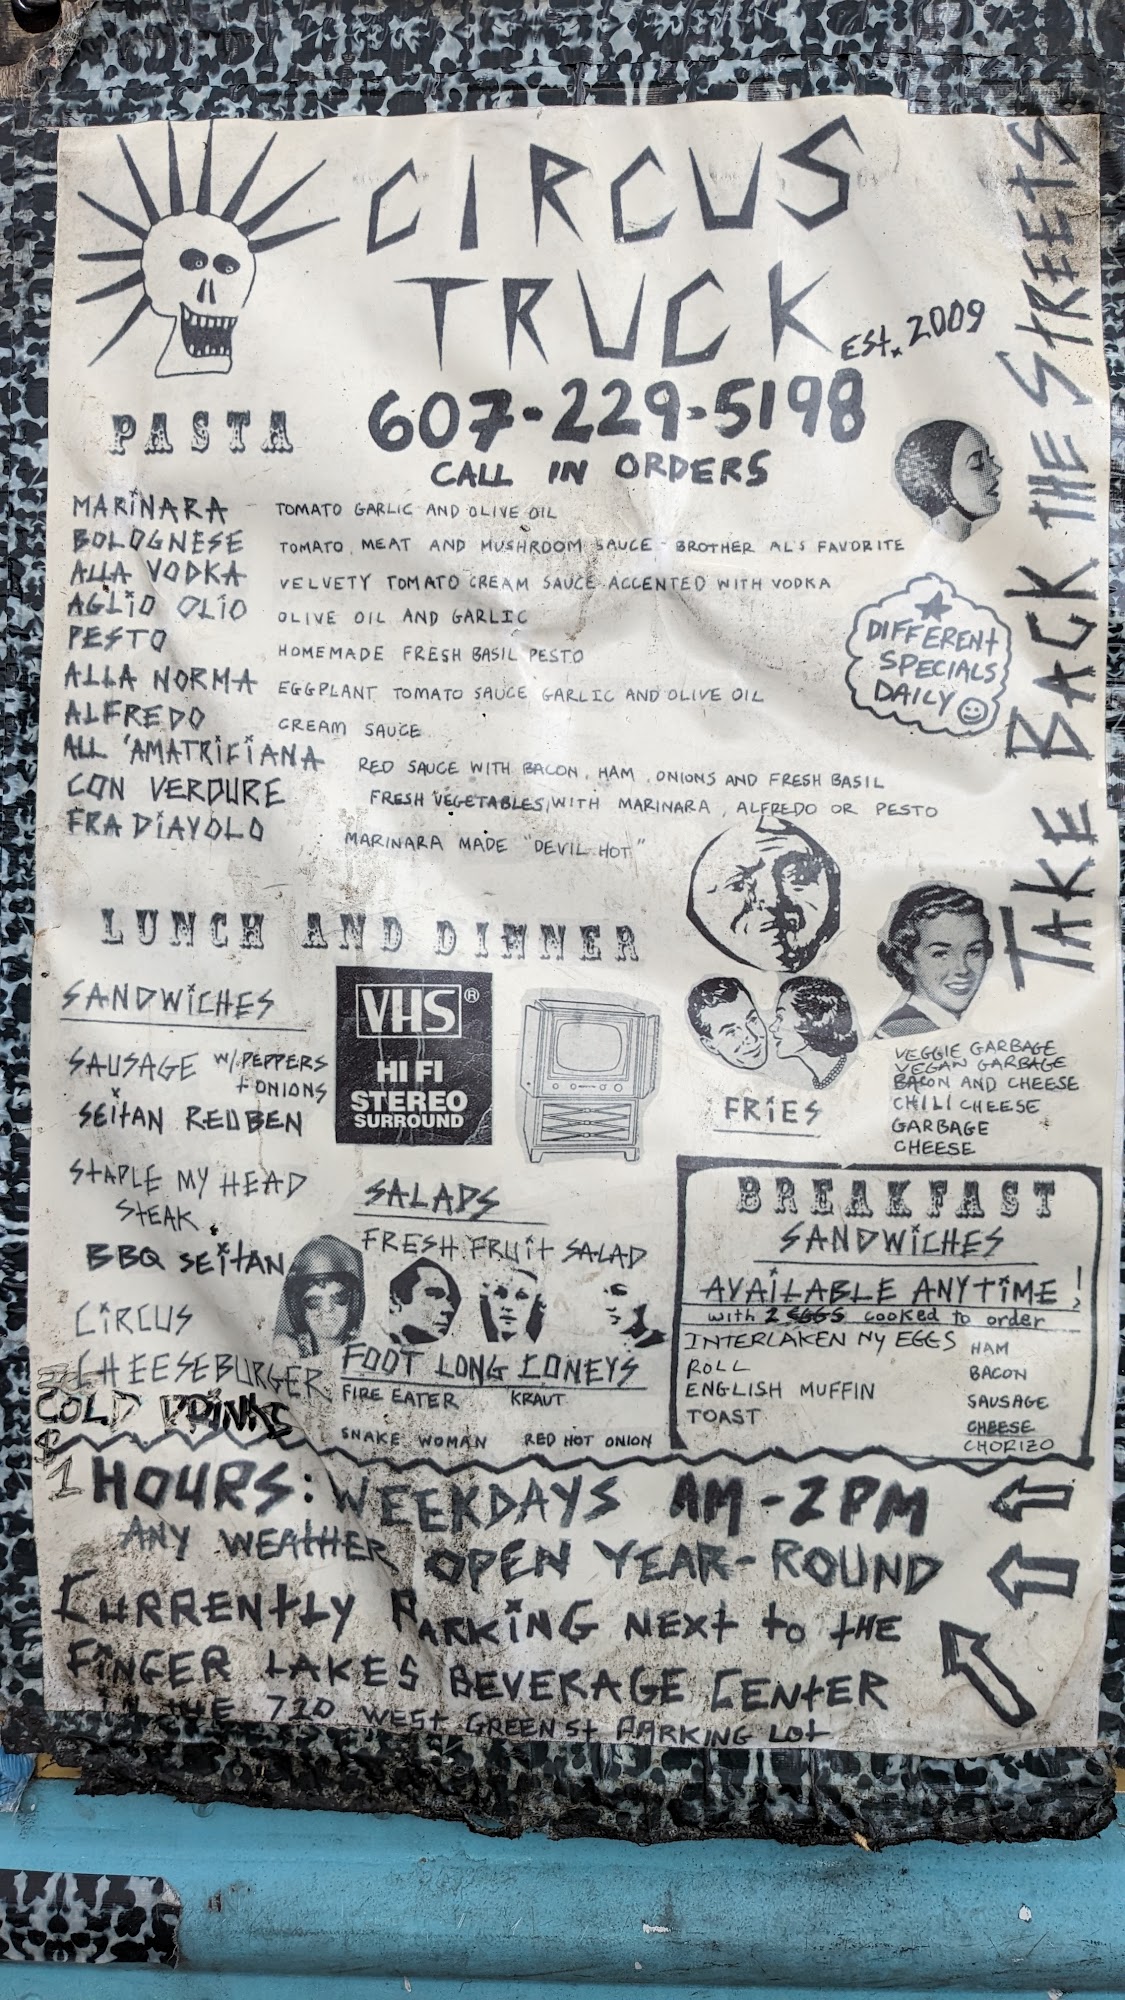 CIRCUS
TRUCK
EST. 2009
607-229-5198
CALL IN ORDERS
TAKE BACK THE STREETS
PASTA
MARINARA TOMATO GARLIC AND OLIVE OIL
BOLOGNESE TOMATO, MEAT AND MUSHROOM SAUCE - BROTHER AL'S FAVORITE
ALLA VODKA VELVETY TOMATO CREAM SAUCE ACCENTED WITH VODKA
AGLIO OLIO OLIVE OIL AND GARLIC
PESTO HOMEMADE FRESH BASIL PESTO
ALLA NORMA EGGPLANT TOMATO SAUCE GARLIC AND OLIVE OIL
ALFREDO CREAM SAUCE
ALL 'AMATRIFIANA RED SAUCE WITH BACON, HAM, ONIONS AND FRESH BASIL
CON VERDURE FRESH VEGETABLES WITH MARINARA, ALFREDO OR PESTO
FRA DIAVOLO MARINARA MADE "DEVIL HOT"
DIFFERENT
SPECIALS
DAILY
LUNCH AND DINNER
SANDWICHES
SAUSAGE W/PEPPERS
+ ONIONS
SEITAN REUBEN
STAPLE MY HEAD
STEAK
BBQ SEITAN
CIRCUS
CHEESEBURGER
COLD DRINKS
$1
VHS®
HI FI
STEREO
SURROUND
SALADS
FRESH FRUIT SALAD
FOOT LONG CONEYS
FIRE EATER KRAUT
SNAKE WOMAN RED HOT ONION
FRIES
VEGGIE GARBAGE
VEGAN GARBAGE
BACON AND CHEESE
CHILI CHEESE
GARBAGE
CHEESE
BREAKFAST
SANDWICHES
AVAILABLE ANYTIME!
with 2 EGGS cooked to order
INTERLAKEN NY EGGS
ROLL
ENGLISH MUFFIN
TOAST
HAM
BACON
SAUSAGE
CHEESE
CHORIZO
HOURS: WEEKDAYS AM-2PM
ANY WEATHER OPEN YEAR-ROUND
CURRENTLY PARKING NEXT to tHE
FINGER LAKES BEVERAGE CENTER
IN THE 720 WEST GREEN St PARKING LOT